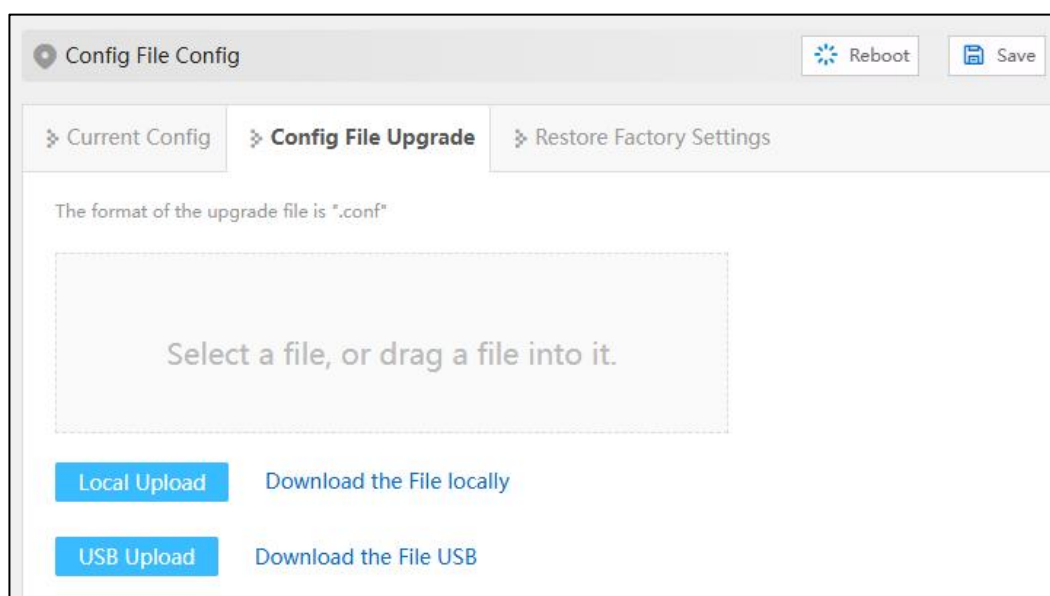 Config File Config
Reboot
Save
Current Config
Config File Upgrade
Restore Factory Settings
The format of the upgrade file is ".conf"
Select a file, or drag a file into it.
Local Upload
Download the File locally
USB Upload
Download the File USB